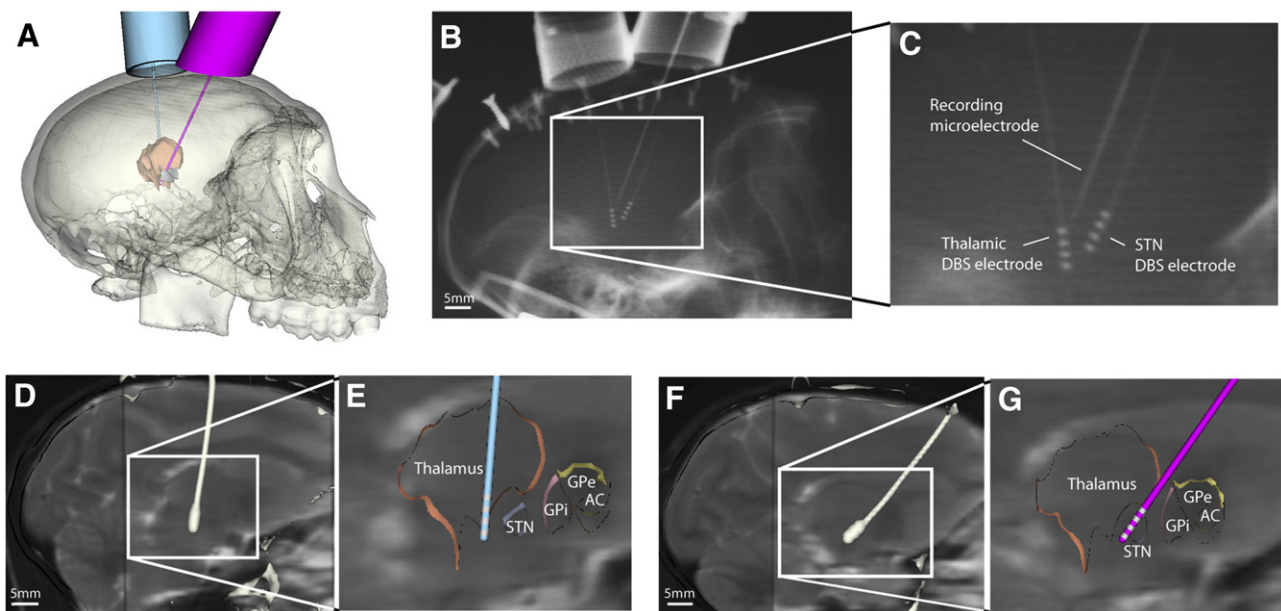 A
B
C
Recording
microelectrode
Thalamic
DBS electrode
STN
DBS electrode
5mm
D
E
Thalamus
GPe
AC
GPi
STN
5mm
F
G
Thalamus
GPe
AC
GPi
STN
5mm